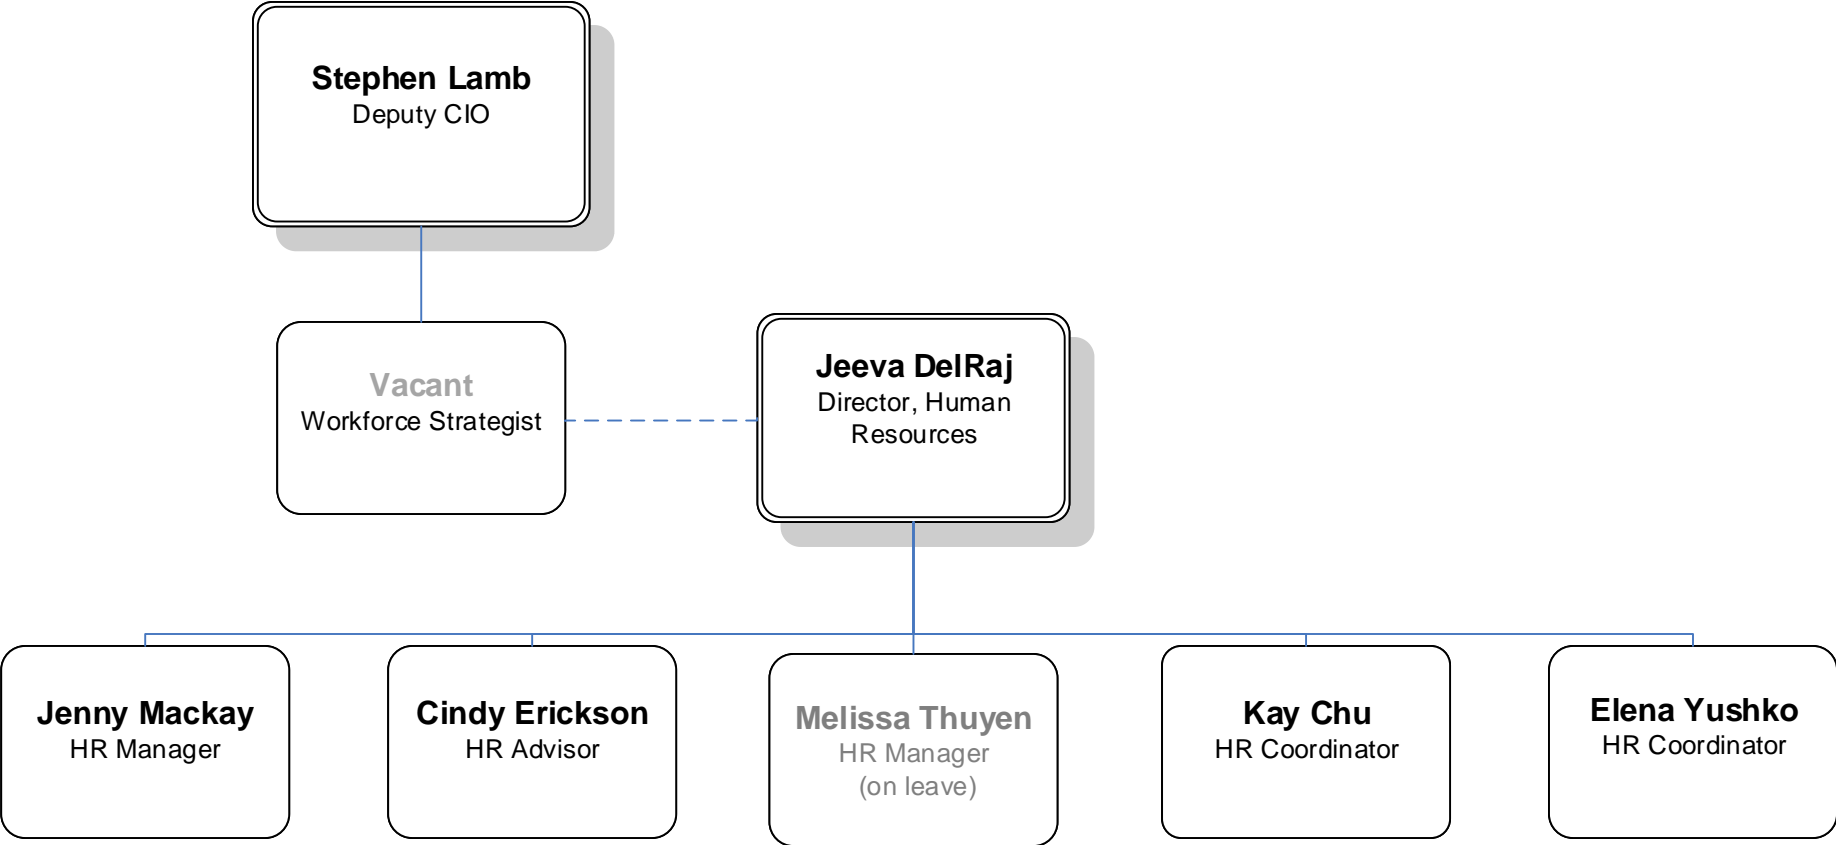 Stephen Lamb
Deputy CIO
Vacant
Workforce Strategist
Jeeva DelRaj
Director, Human
Resources
Jenny Mackay
HR Manager
Cindy Erickson
HR Advisor
Melissa Thuyen
HR Manager
(on leave)
Kay Chu
HR Coordinator
Elena Yushko
HR Coordinator